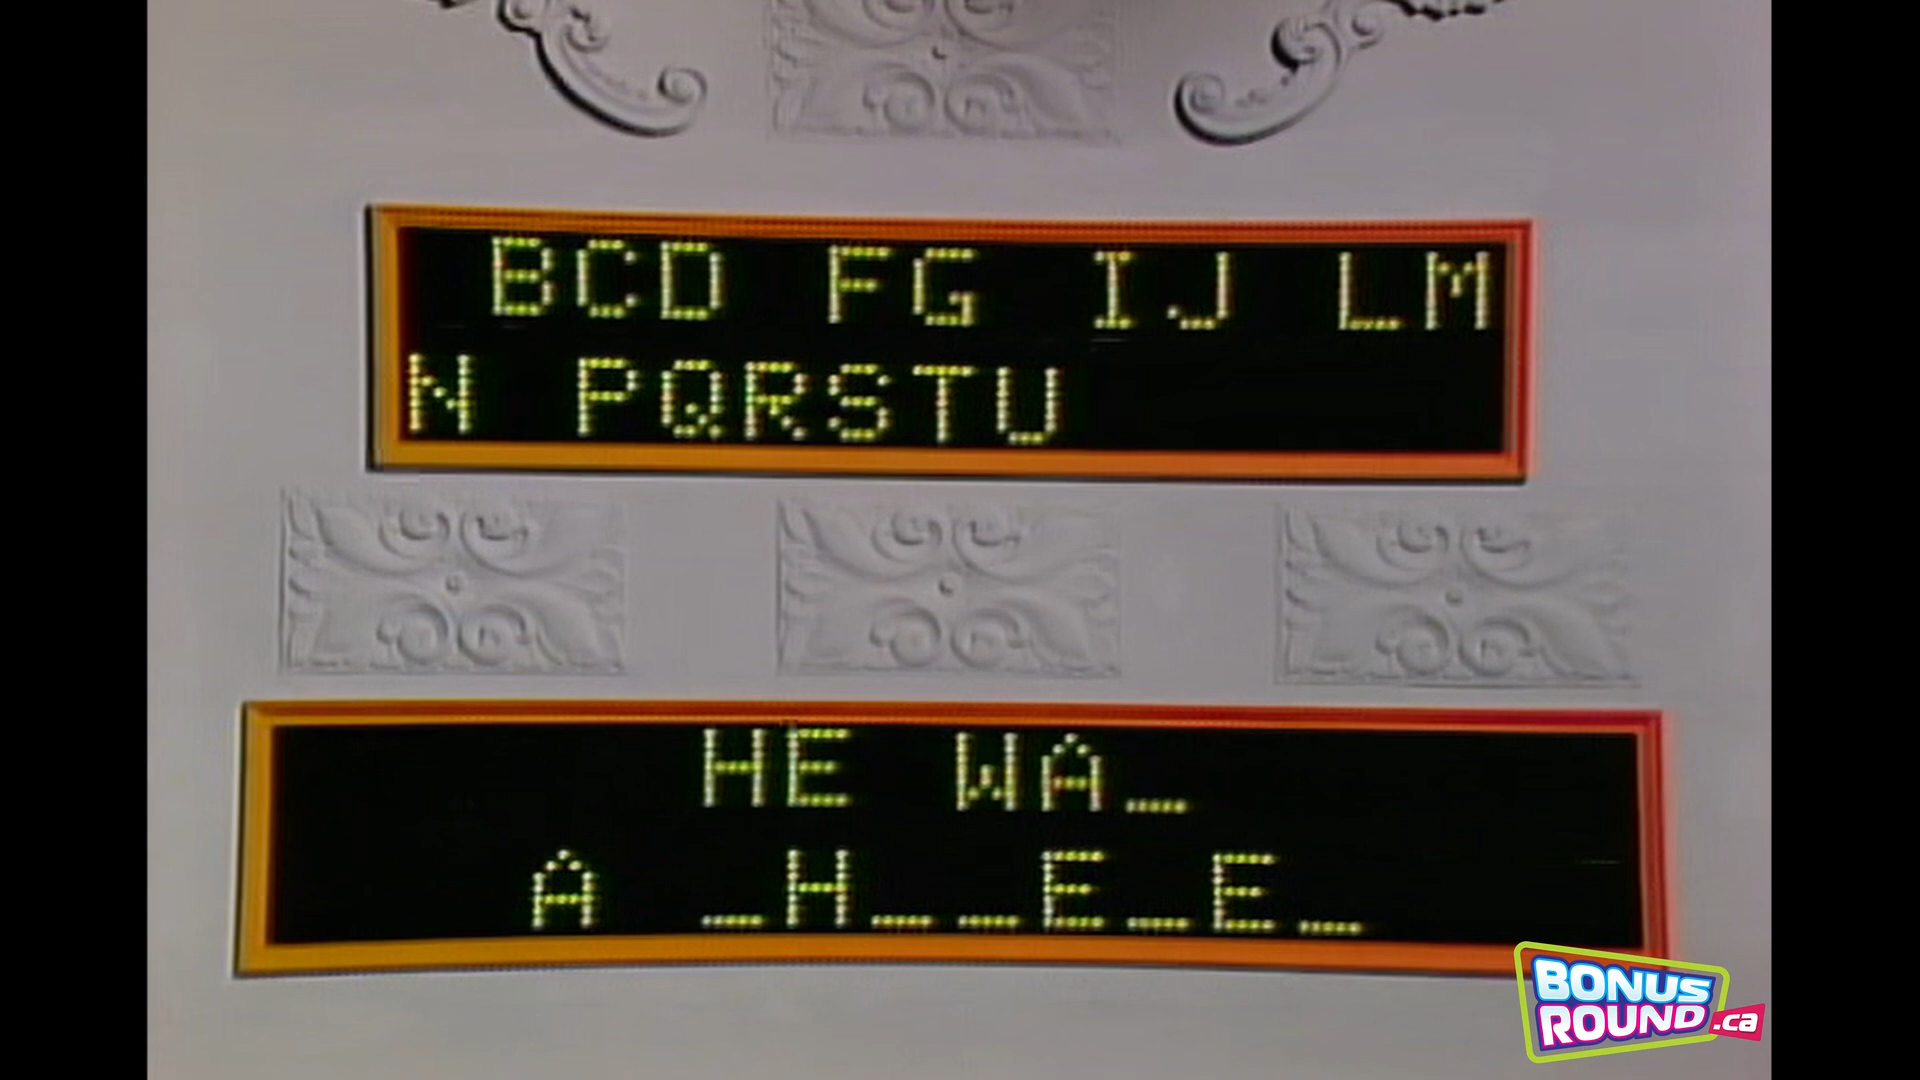 BCD FG IJ LM
N PQRSTU
HE WA_
A _H__E_E_
BONUS
ROUND.ca